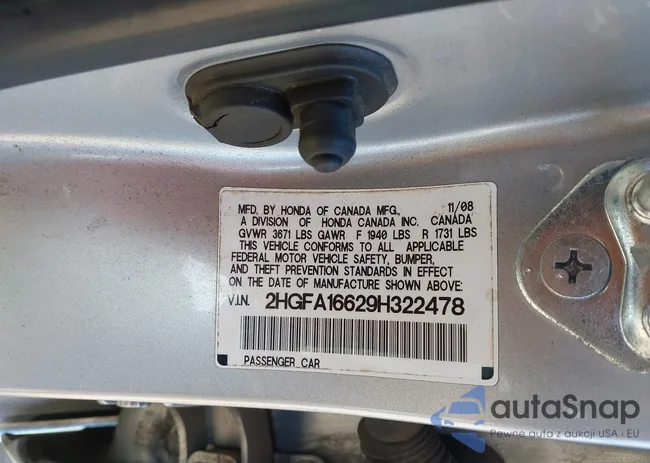 MFD. BY HONDA OF CANADA MFG., 11/08
A DIVISION OF HONDA CANADA INC. CANADA
GVWR 3671 LBS GAWR F 1940 LBS R 1731 LBS
THIS VEHICLE CONFORMS TO ALL APPLICABLE
FEDERAL MOTOR VEHICLE SAFETY, BUMPER,
AND THEFT PREVENTION STANDARDS IN EFFECT
ON THE DATE OF MANUFACTURE SHOWN ABOVE:
V.I.N. 2HGFA16629H322478
PASSENGER CAR
autaSnap
Pewne auta z aukcji USA i EU